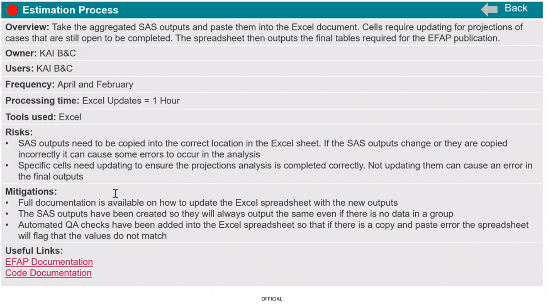 Estimation Process
Back
Overview: Take the aggregated SAS outputs and paste them into the Excel document. Cells require updating for projections of
cases that are still open to be completed. The spreadsheet then outputs the final tables required for the EFAP publication.
Owner: KAI B&C
Users: KAI B&C
Frequency: April and February
Processing time: Excel Updates = 1 Hour
Tools used: Excel
Risks:
• SAS outputs need to be copied into the correct location in the Excel sheet. If the SAS outputs change or they are copied
incorrectly it can cause some errors to occur in the analysis
• Specific cells need updating to ensure the projections analysis is completed correctly. Not updating them can cause an error in
the final outputs
Mitigations:
• Full documentation is available on how to update the Excel spreadsheet with the new outputs
• The SAS outputs have been created so they will always output the same even if there is no data in a group
• Automated QA checks have been added into the Excel spreadsheet so that if there is a copy and paste error the spreadsheet
will flag that the values do not match
Useful Links:
EFAP Documentation
Code Documentation
OFFICIAL